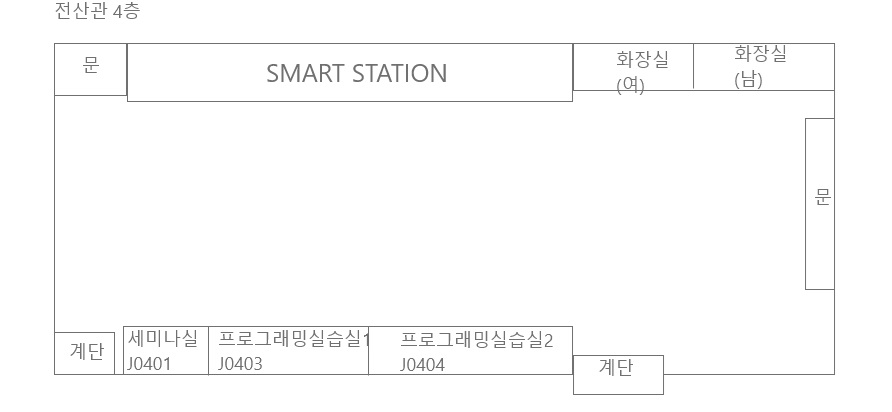 전산관 4층
문
SMART STATION
화장실
(여)
화장실
(남)
문
계단
세미나실
J0401
프로그래밍실습실1
J0403
프로그래밍실습실2
J0404
계단